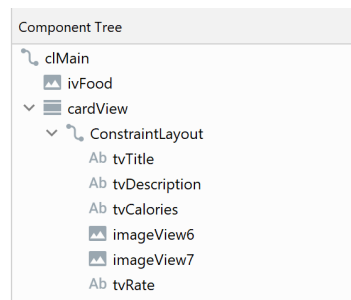 Component Tree
clMain
ivFood
cardView
ConstraintLayout
Ab tvTitle
Ab tvDescription
Ab tvCalories
imageView6
imageView7
Ab tvRate